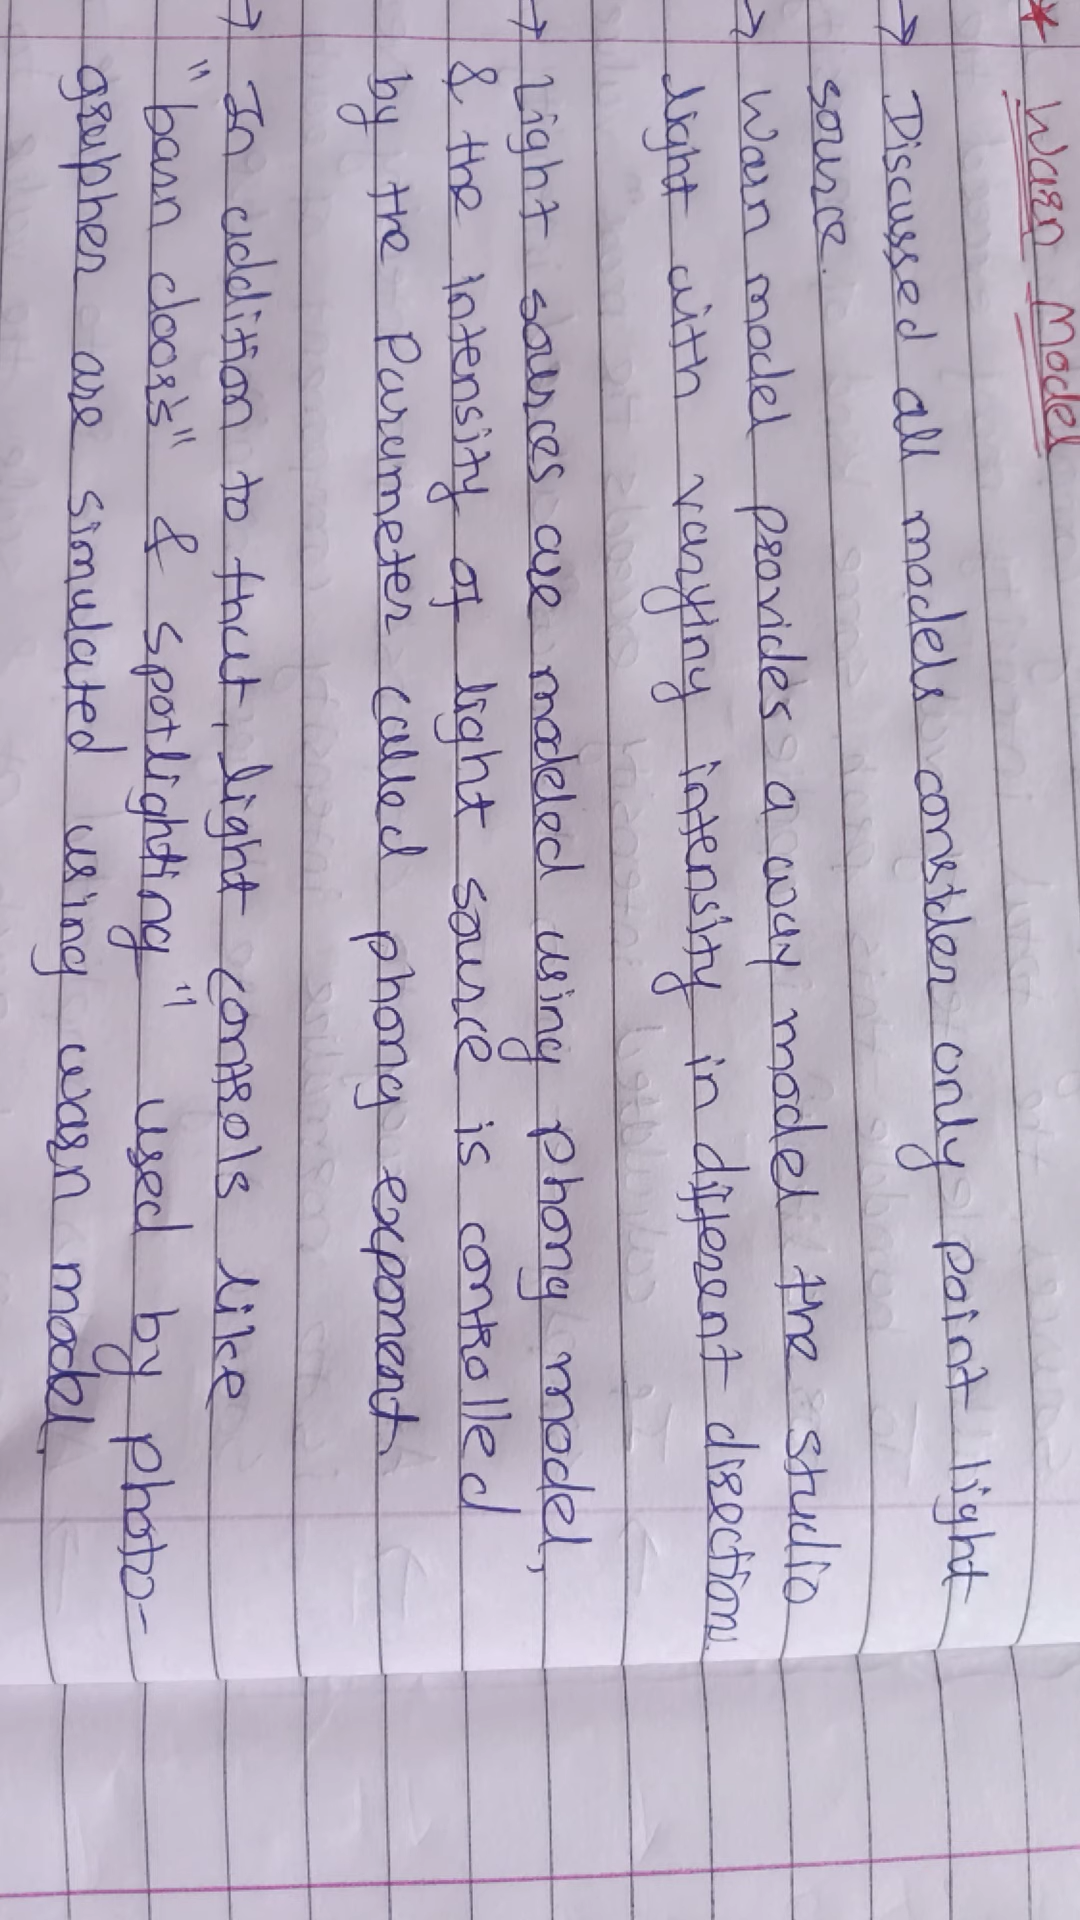 * Warn Model
→ Discussed all models consider only point light
source.
→ Warn model provides a way model the studio
light with varying intensity in different direction.
→ Light sources are modeled using phong model,
& the intensity of light source is controlled
by the Parameter called phong exponent
→ In addition to that, light controls like
"barn doors" & spotlighting" used by photo-
grapher are simulated using warn model.